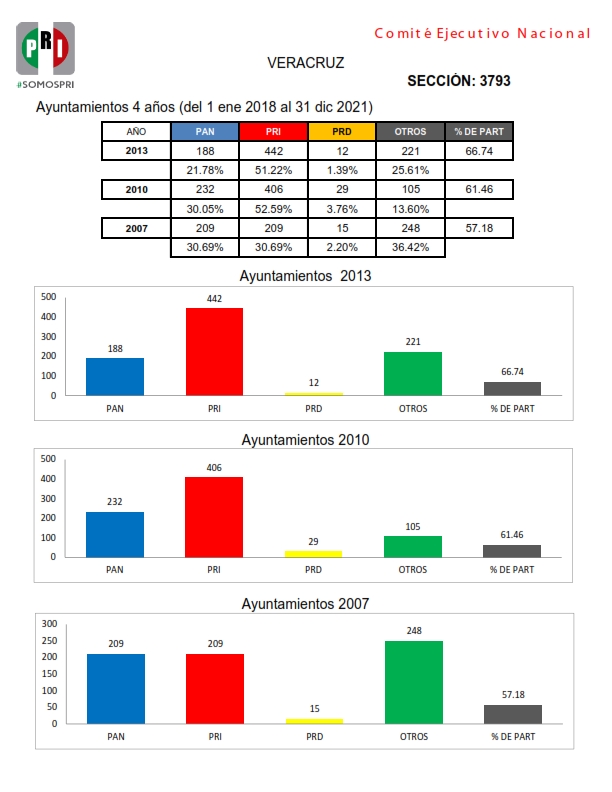 Comité Ejecutivo Nacional
PRI
#SOMOSPRI
VERACRUZ
SECCIÓN: 3793
Ayuntamientos 4 años (del 1 ene 2018 al 31 dic 2021)
AÑO PAN PRI PRD OTROS % DE PART
2013 188 442 12 221 66.74
21.78% 51.22% 1.39% 25.61%
2010 232 406 29 105 61.46
30.05% 52.59% 3.76% 13.60%
2007 209 209 15 248 57.18
30.69% 30.69% 2.20% 36.42%
Ayuntamientos 2013
500
400
300
200
100
0
188 442 12 221 66.74
PAN PRI PRD OTROS % DE PART
Ayuntamientos 2010
500
400
300
200
100
0
232 406 29 105 61.46
PAN PRI PRD OTROS % DE PART
Ayuntamientos 2007
300
250
200
150
100
50
0
209 209 15 248 57.18
PAN PRI PRD OTROS % DE PART